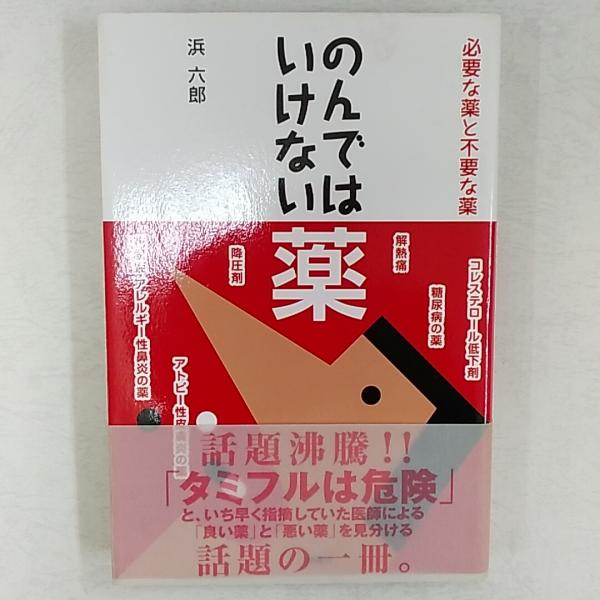 必要な薬と不要な薬
のんでは
いけない
薬
浜 六郎
コレステロール低下剤
糖尿病の薬
解熱痛
降圧剤
アトピー性皮膚炎の薬
アレルギー性鼻炎の薬
話題沸騰!!
「タミフルは危険」
と、いち早く指摘していた医師による
「良い薬」と「悪い薬」を見分ける
話題の一冊。